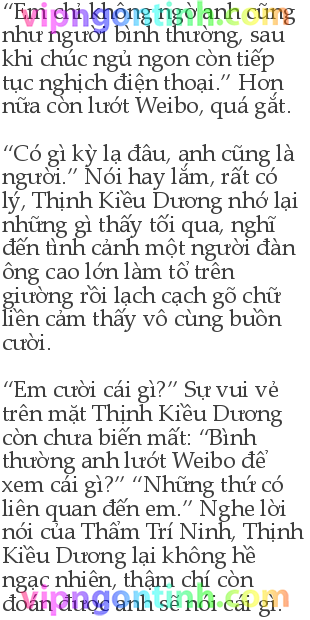 “Em chỉ không ngờ anh cũng
như người bình thường, sau
khi chúc ngủ ngon còn tiếp
tục nghịch điện thoại.” Hơn
nữa còn lướt Weibo, quá gắt.

“Có gì kỳ lạ đâu, anh cũng là
người.” Nói hay lắm, rất có
lý, Thịnh Kiều Dương nhớ lại
những gì thấy tối qua, nghĩ
đến tình cảnh một người đàn
ông cao lớn làm tổ trên
giường rồi lạch cạch gõ chữ
liền cảm thấy vô cùng buồn
cười.

“Em cười cái gì?” Sự vui vẻ
trên mặt Thịnh Kiều Dương
còn chưa biến mất: “Bình
thường anh lướt Weibo để
xem cái gì?” “Những thứ có
liên quan đến em.” Nghe lời
nói của Thẩm Trí Ninh, Thịnh
Kiều Dương lại không hề
ngạc nhiên, thậm chí còn
đoán được anh sẽ nói cái gì.
vipngontinh.com
vipngontinh.com